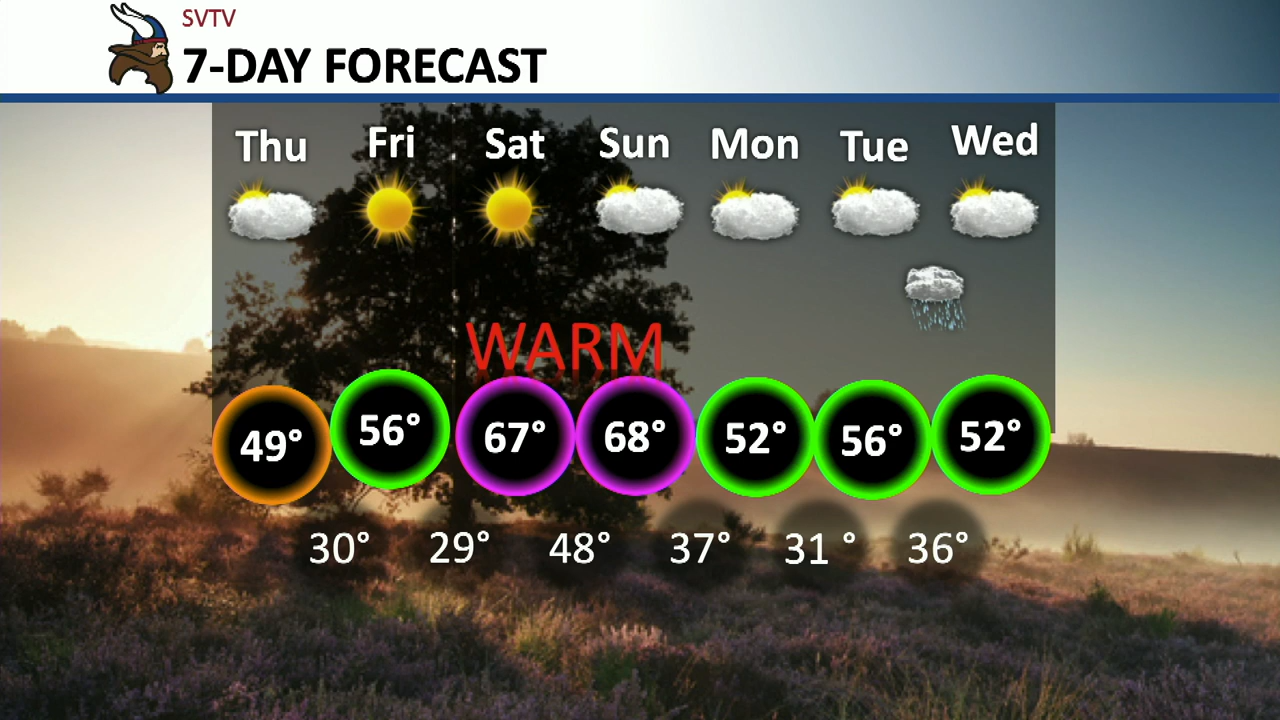 SVTV
7-DAY FORECAST
Thu Fri Sat Sun Mon Tue Wed
WARM
49° 56° 67° 68° 52° 56° 52°
30° 29° 48° 37° 31 ° 36°